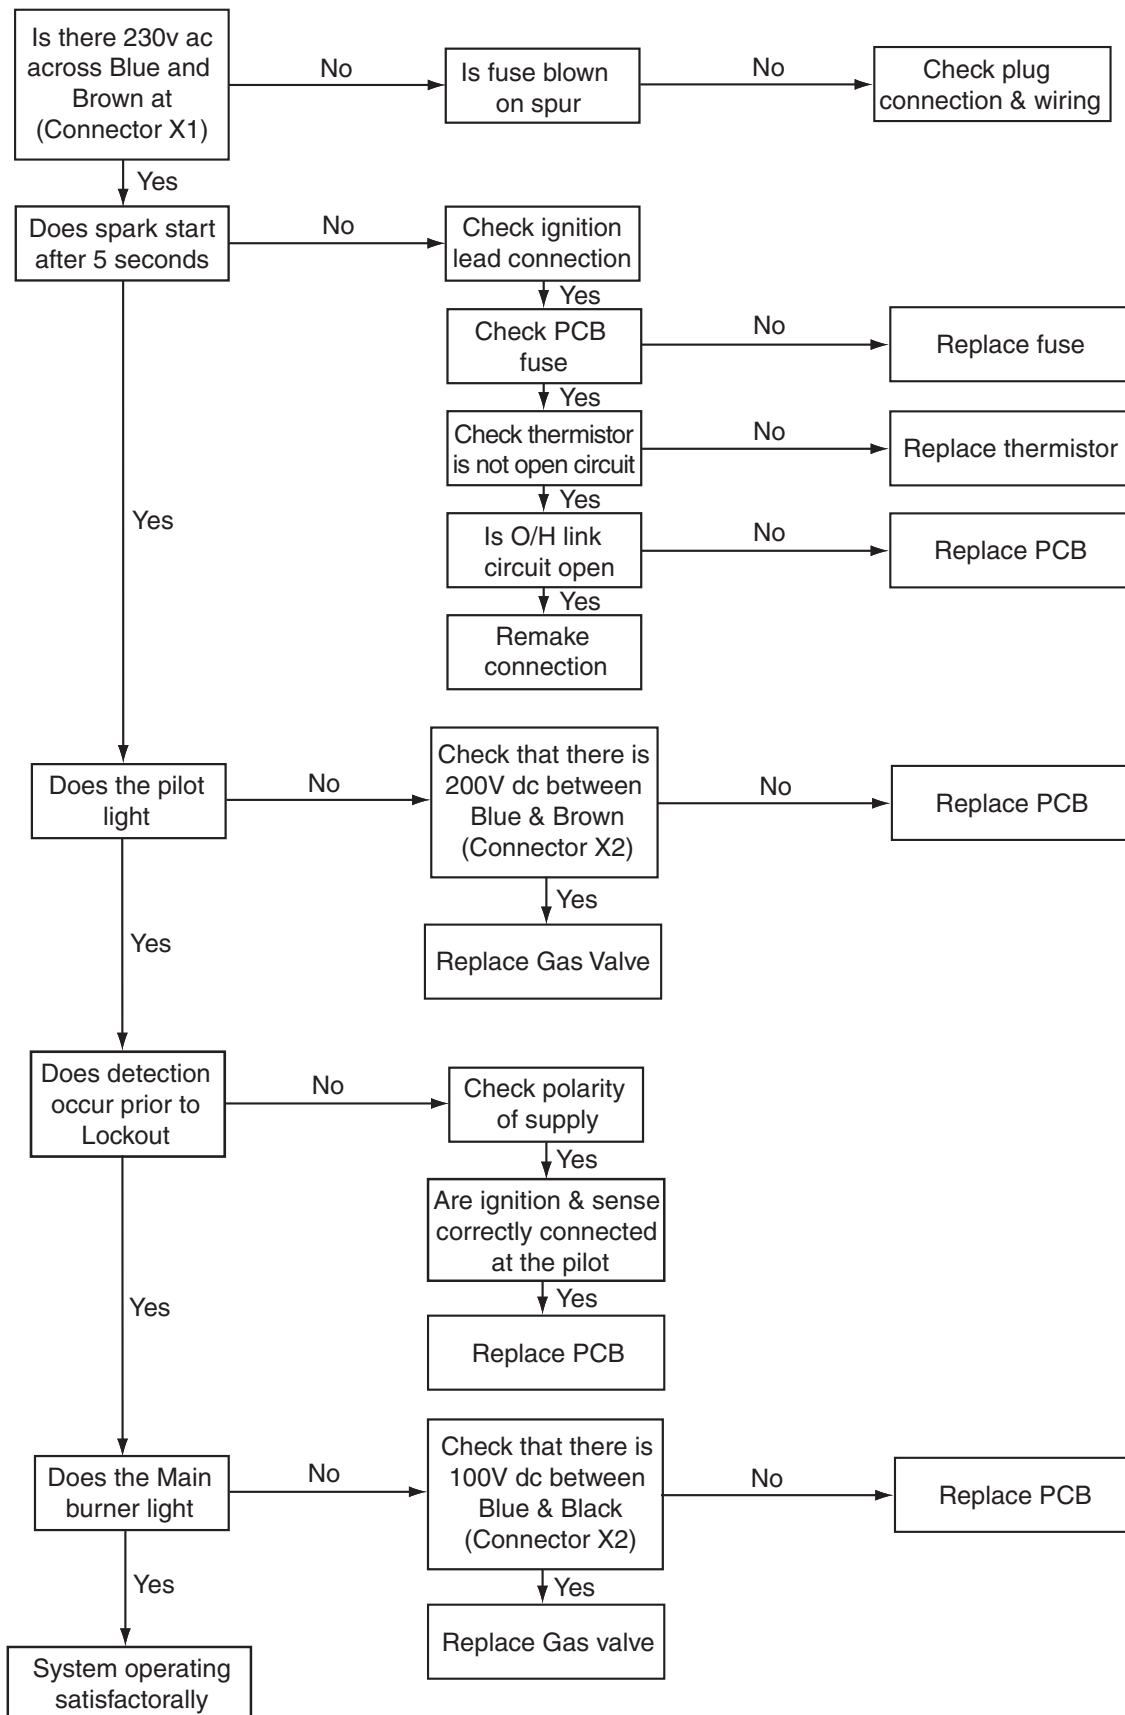 Is there 230v ac
across Blue and
Brown at
(Connector X1)
No
Is fuse blown
on spur
No
Check plug
connection & wiring
Yes
Does spark start
after 5 seconds
No
Check ignition
lead connection
Yes
Check PCB
fuse
No
Replace fuse
Yes
Check thermistor
is not open circuit
No
Replace thermistor
Yes
Is O/H link
circuit open
No
Replace PCB
Yes
Remake
connection
Yes
Does the pilot
light
No
Check that there is
200V dc between
Blue & Brown
(Connector X2)
No
Replace PCB
Yes
Replace Gas Valve
Yes
Does detection
occur prior to
Lockout
No
Check polarity
of supply
Yes
Are ignition & sense
correctly connected
at the pilot
Yes
Replace PCB
Yes
Does the Main
burner light
No
Check that there is
100V dc between
Blue & Black
(Connector X2)
No
Replace PCB
Yes
Replace Gas valve
Yes
System operating
satisfactorally